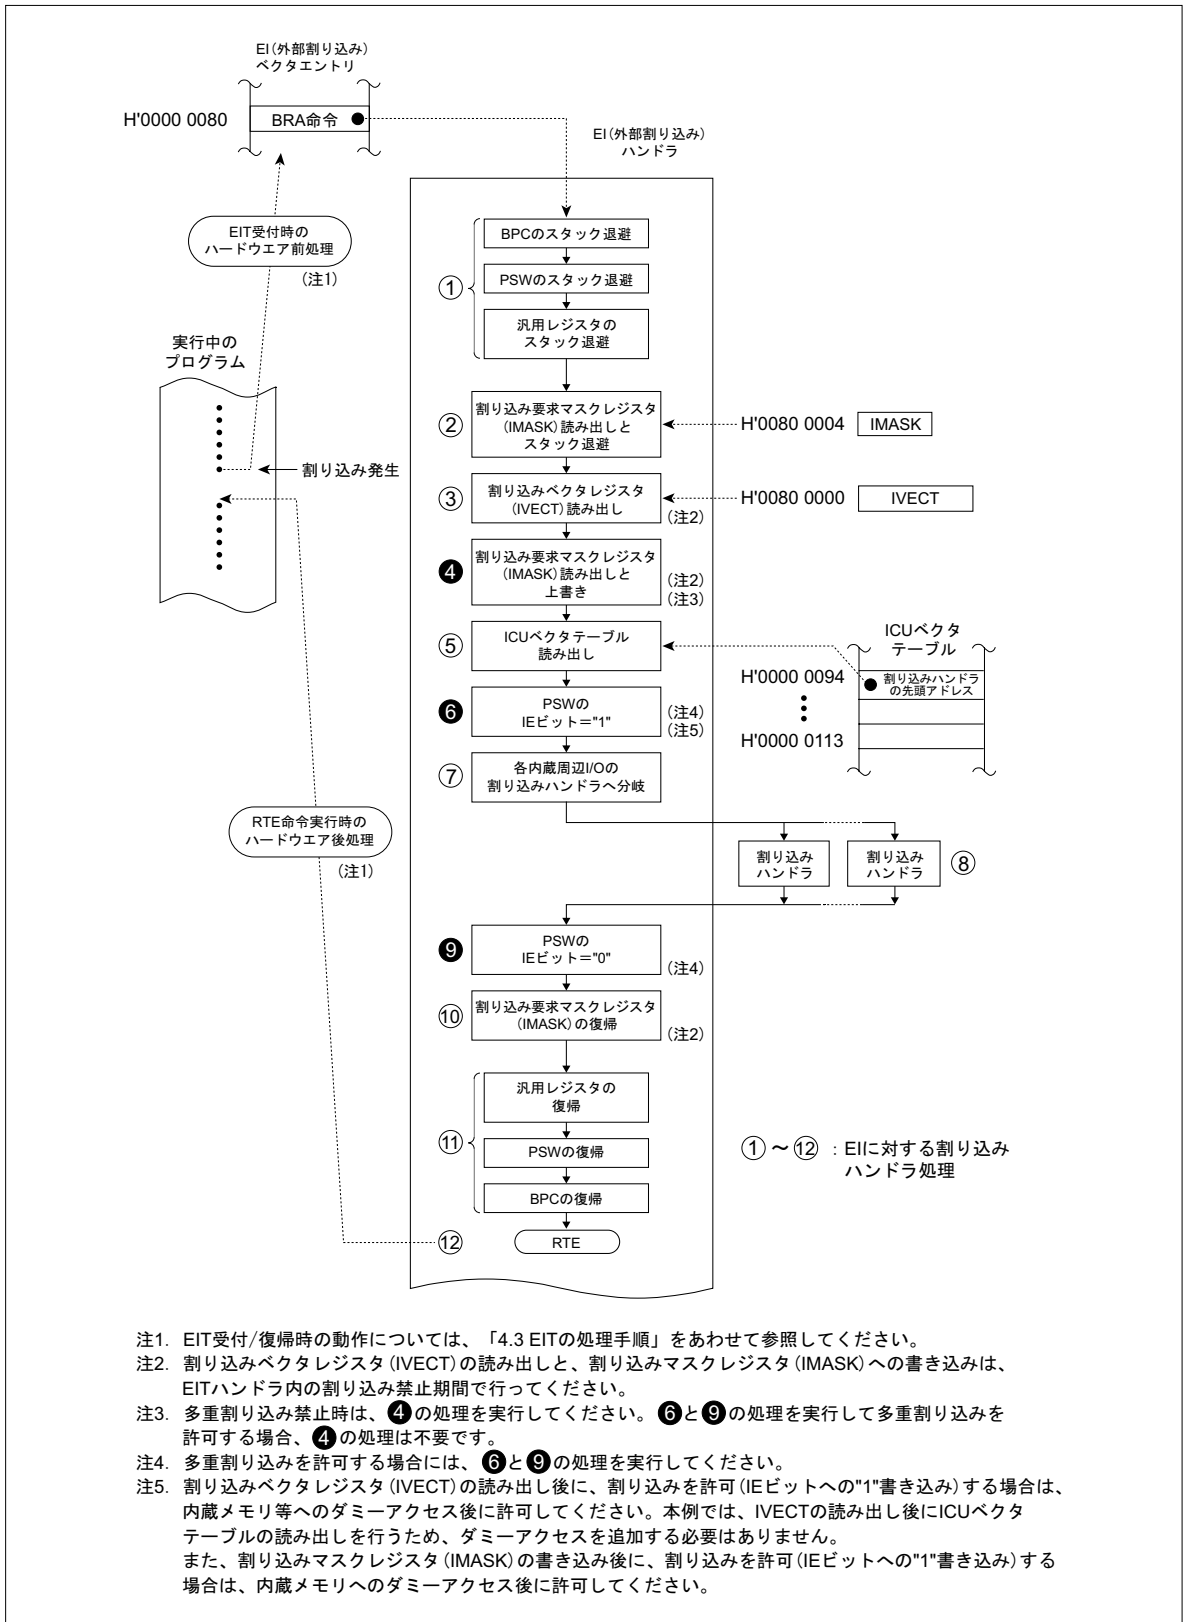 EI(外部割り込み)
ベクタエントリ
H'0000 0080
BRA命令
EI(外部割り込み)
ハンドラ
EIT受付時の
ハードウエア前処理
(注1)
実行中の
プログラム
割り込み発生
①
BPCのスタック退避
PSWのスタック退避
汎用レジスタの
スタック退避
②
割り込み要求マスクレジスタ
(IMASK)読み出しと
スタック退避
H'0080 0004
IMASK
③
割り込みベクタレジスタ
(IVECT)読み出し
(注2)
H'0080 0000
IVECT
❹
割り込み要求マスクレジスタ
(IMASK)読み出しと
上書き
(注2)
(注3)
⑤
ICUベクタテーブル
読み出し
ICUベクタ
テーブル
H'0000 0094
割り込みハンドラ
の先頭アドレス
H'0000 0113
❻
PSWの
IEビット="1"
(注4)
(注5)
⑦
各内蔵周辺I/Oの
割り込みハンドラへ分岐
RTE命令実行時の
ハードウエア後処理
(注1)
割り込み
ハンドラ
割り込み
ハンドラ
⑧
❾
PSWの
IEビット="0"
(注4)
⑩
割り込み要求マスクレジスタ
(IMASK)の復帰
(注2)
⑪
汎用レジスタの
復帰
PSWの復帰
BPCの復帰
⑫
RTE
①～⑫ ：EIに対する割り込み
ハンドラ処理
注1. EIT受付/復帰時の動作については、「4.3 EITの処理手順」をあわせて参照してください。
注2. 割り込みベクタレジスタ(IVECT)の読み出しと、割り込みマスクレジスタ(IMASK)への書き込みは、
EITハンドラ内の割り込み禁止期間で行ってください。
注3. 多重割り込み禁止時は、❹の処理を実行してください。❻と❾の処理を実行して多重割り込みを
許可する場合、❹の処理は不要です。
注4. 多重割り込みを許可する場合には、❻と❾の処理を実行してください。
注5. 割り込みベクタレジスタ(IVECT)の読み出し後に、割り込みを許可(IEビットへの"1"書き込み)する場合は、
内蔵メモリ等へのダミーアクセス後に許可してください。本例では、IVECTの読み出し後にICUベクタ
テーブルの読み出しを行うため、ダミーアクセスを追加する必要はありません。
また、割り込みマスクレジスタ(IMASK)の書き込み後に、割り込みを許可(IEビットへの"1"書き込み)する
場合は、内蔵メモリへのダミーアクセス後に許可してください。